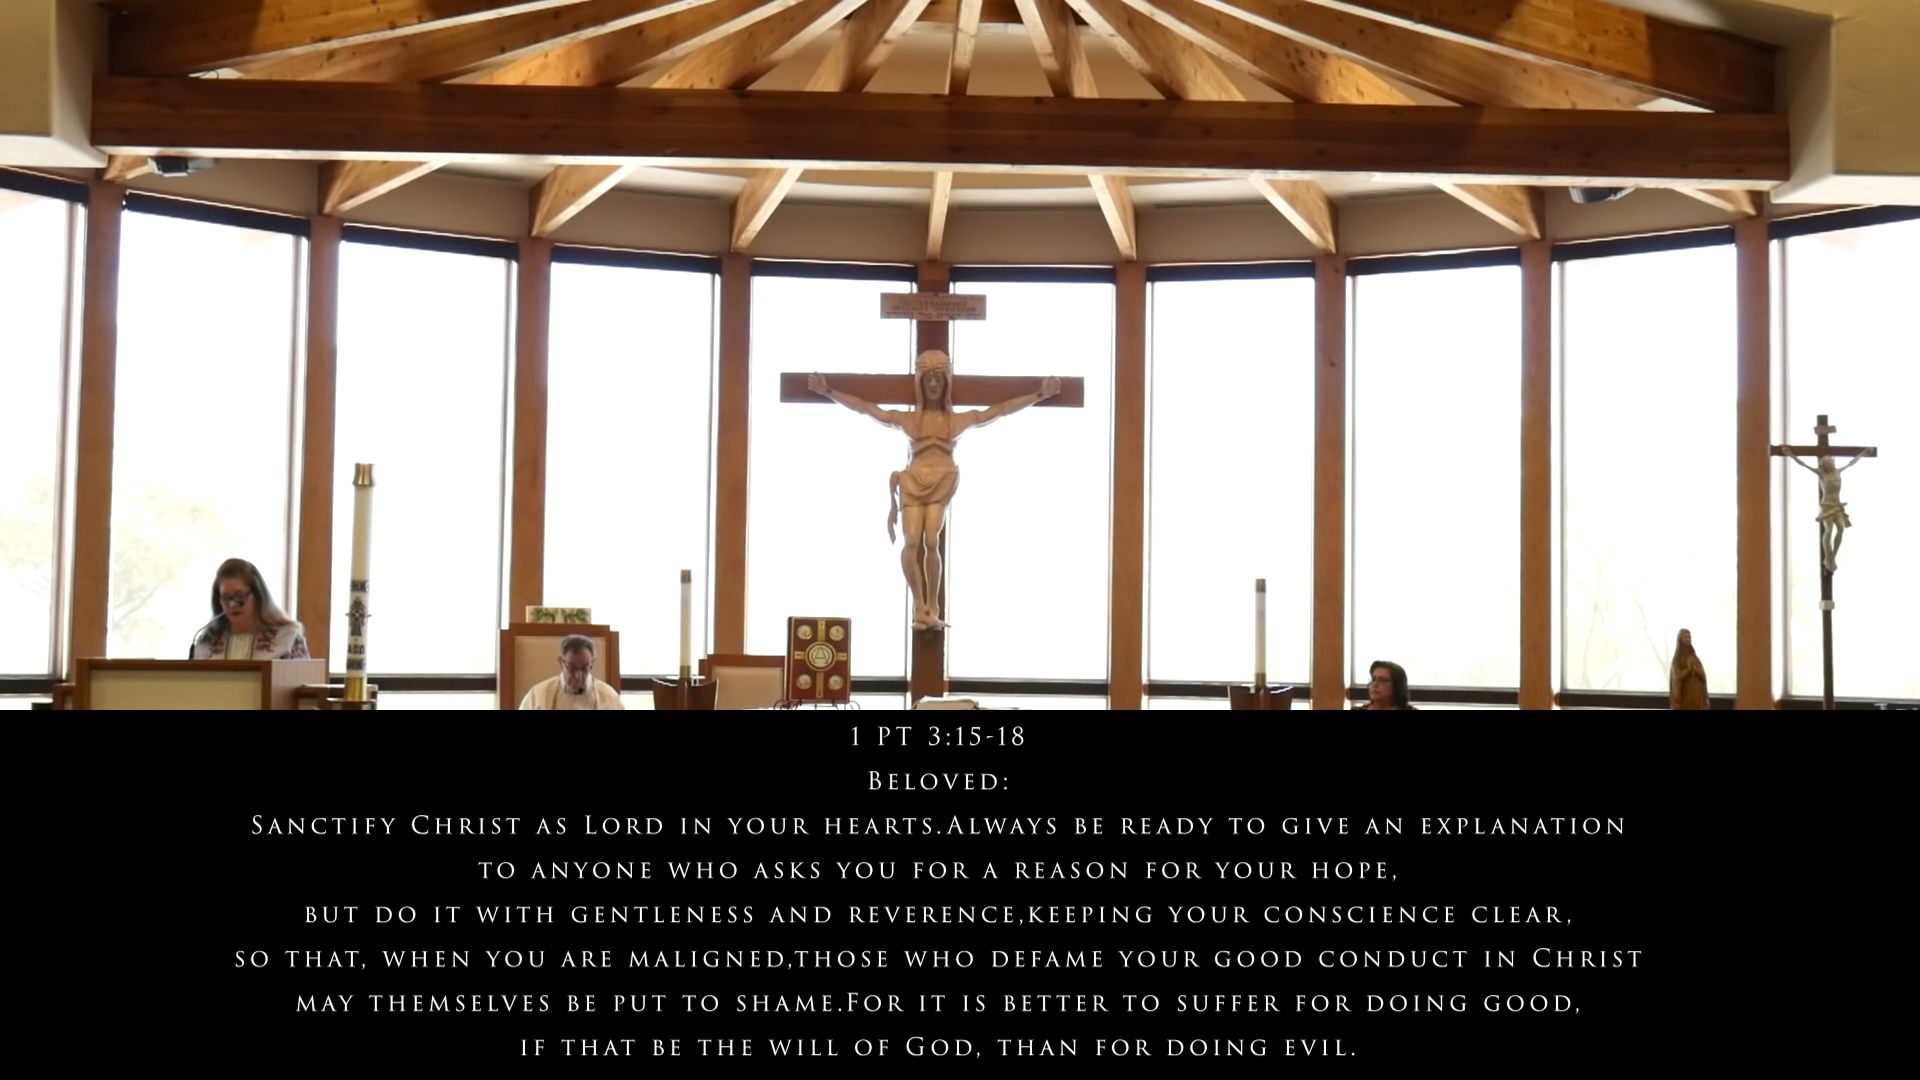 1 PT 3:15-18
Beloved:
Sanctify Christ as Lord in your hearts.Always be ready to give an explanation
to anyone who asks you for a reason for your hope,
but do it with gentleness and reverence,keeping your conscience clear,
so that, when you are maligned,those who defame your good conduct in Christ
may themselves be put to shame.For it is better to suffer for doing good,
if that be the will of God, than for doing evil.